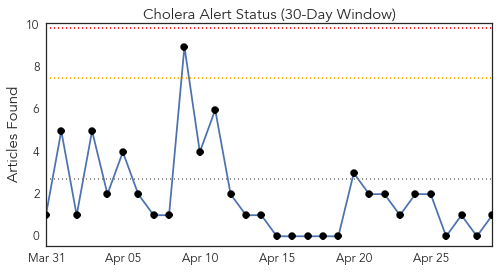 Cholera Alert Status (30-Day Window)
Articles Found
10
8
6
4
2
0
Mar 31 Apr 05 Apr 10 Apr 15 Apr 20 Apr 25